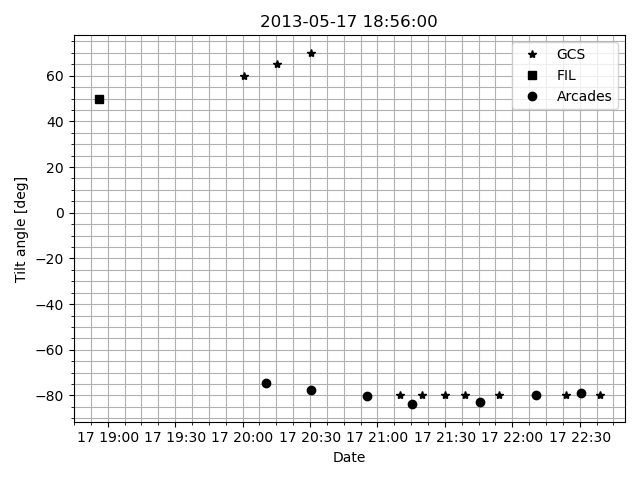 2013-05-17 18:56:00
GCS
FIL
Arcades
60
40
20
0
−20
−40
−60
−80
Tilt angle [deg]
17 19:00 17 19:30 17 20:00 17 20:30 17 21:00 17 21:30 17 22:00 17 22:30
Date